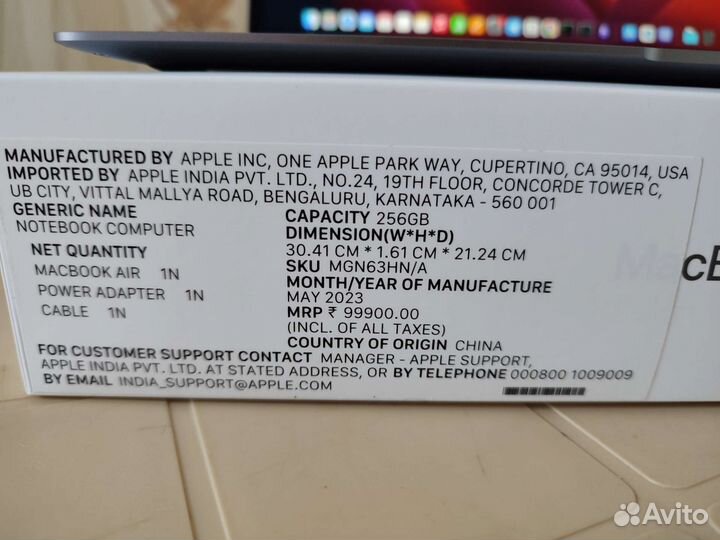 MANUFACTURED BY APPLE INC, ONE APPLE PARK WAY, CUPERTINO, CA 95014, USA
IMPORTED BY APPLE INDIA PVT. LTD., NO.24, 19TH FLOOR, CONCORDE TOWER C,
UB CITY, VITTAL MALLYA ROAD, BENGALURU, KARNATAKA - 560 001
GENERIC NAME
NOTEBOOK COMPUTER
NET QUANTITY
MACBOOK AIR 1N
POWER ADAPTER 1N
CABLE 1N
CAPACITY 256GB
DIMENSION(W*H*D)
30.41 CM * 1.61 CM * 21.24 CM
SKU MGN63HN/A
MONTH/YEAR OF MANUFACTURE
MAY 2023
MRP ₹ 99900.00
(INCL. OF ALL TAXES)
COUNTRY OF ORIGIN CHINA
FOR CUSTOMER SUPPORT CONTACT MANAGER - APPLE SUPPORT,
APPLE INDIA PVT. LTD. AT STATED ADDRESS, OR BY TELEPHONE 000800 1009009
BY EMAIL INDIA_SUPPORT@APPLE.COM
MacB
Avito